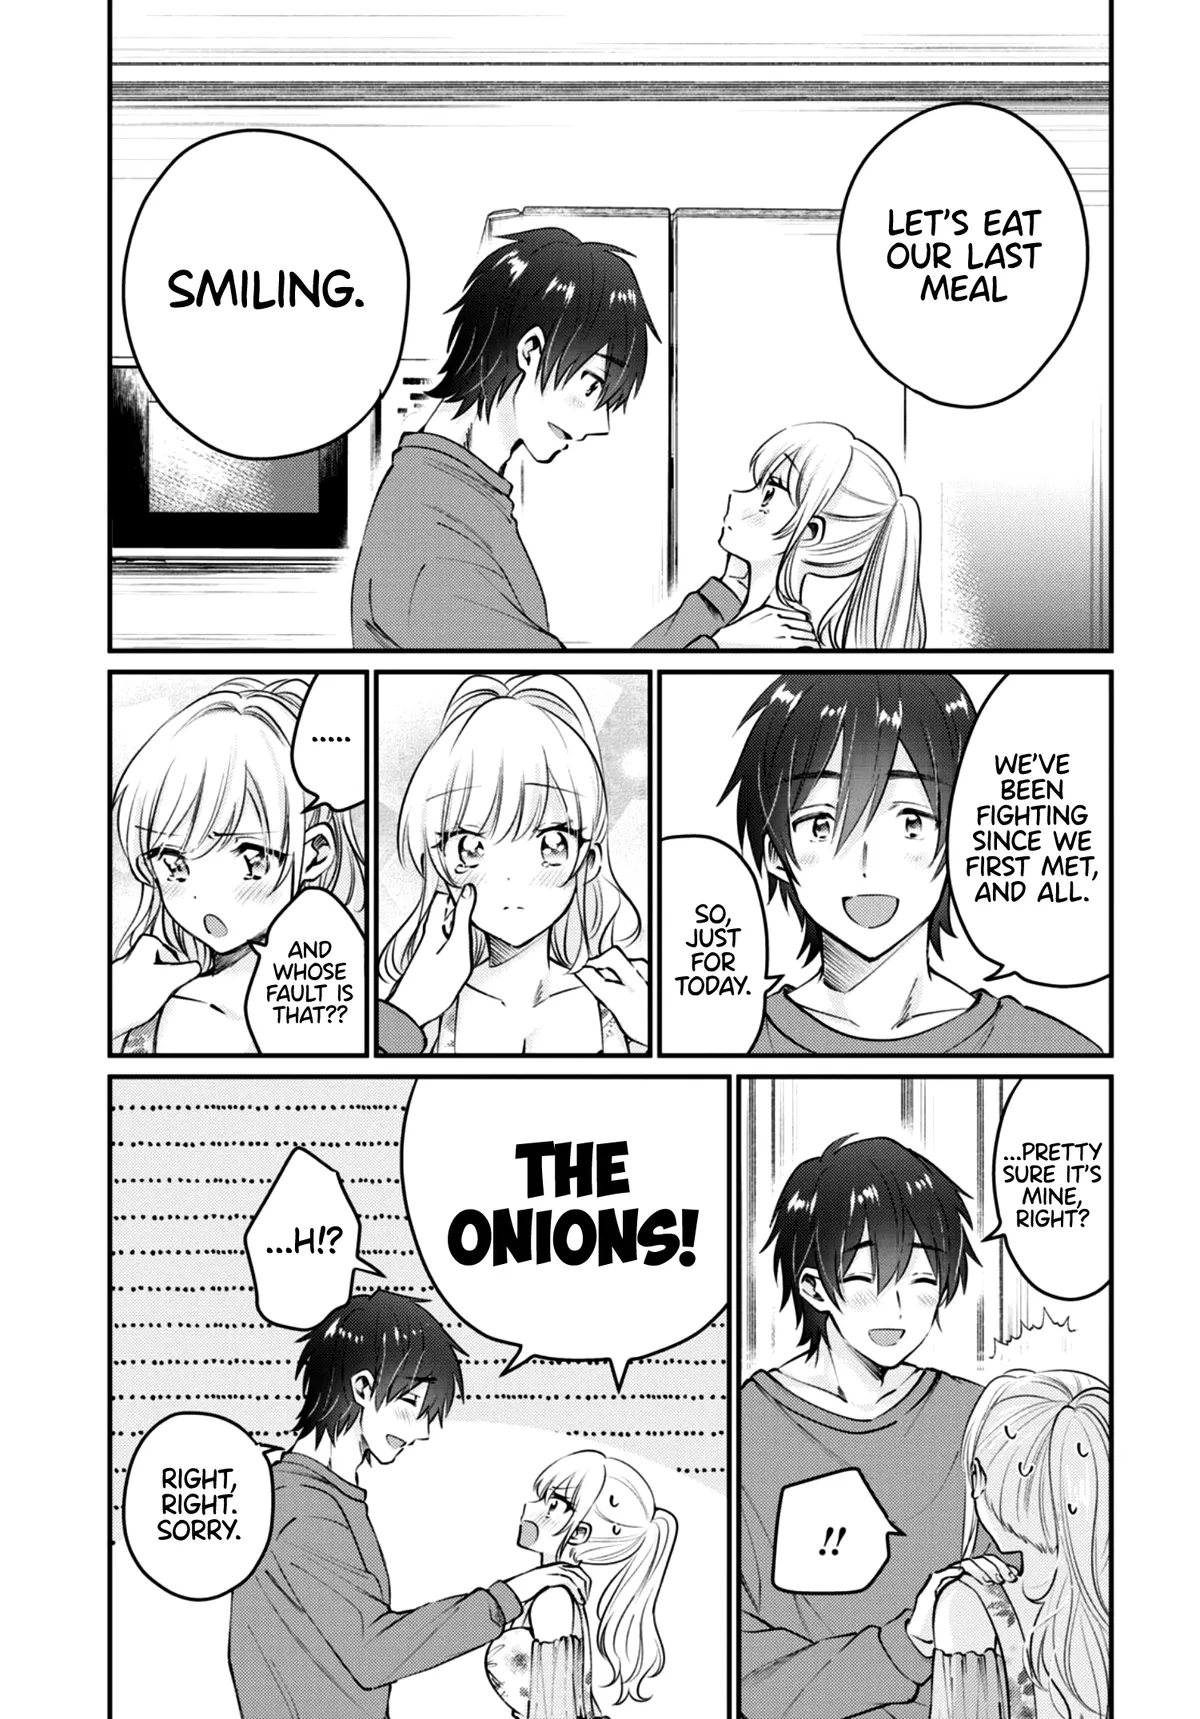 LET'S EAT
OUR LAST
MEAL
SMILING.
WE'VE
BEEN
FIGHTING
SINCE WE
FIRST MET,
AND ALL.
SO,
JUST
FOR
TODAY.
.....
AND
WHOSE
FAULT IS
THAT??
...PRETTY
SURE IT'S
MINE,
RIGHT?
!!
THE
ONIONS!
...H!?
RIGHT,
RIGHT.
SORRY.